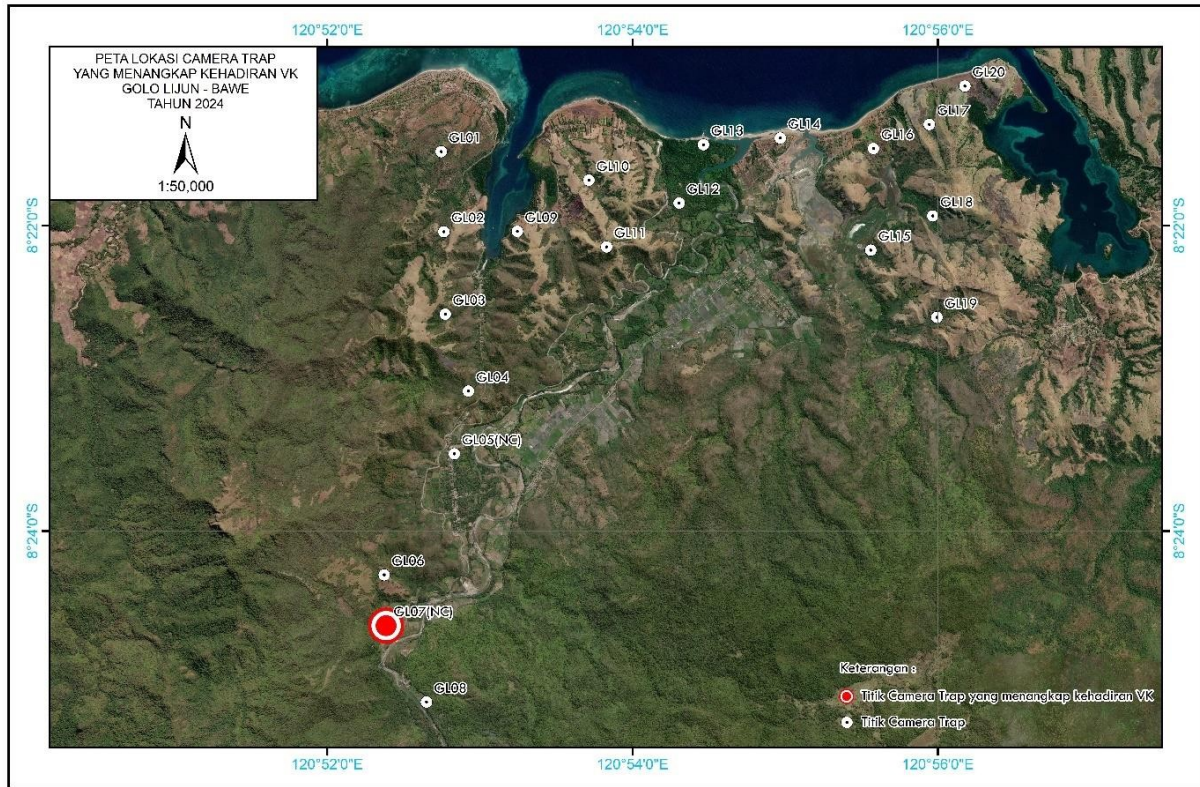 120°52'0"E
120°54'0"E
120°56'0"E
PETA LOKASI CAMERA TRAP
YANG MENANGKAP KEHADIRAN VK
GOLO LIJUN - BAWE
TAHUN 2024
N
1:50,000
GL20
GL17
GL13
GL14
GL16
GL01
GL10
GL12
8°22'0"S
GL02
GL09
GL18
8°22'0"S
GL11
GL15
GL03
GL19
GL04
GL05(NC)
8°24'0"S
8°24'0"S
GL06
GL07(NC)
Keterangan :
GL08
Titik Camera Trap yang menangkap kehadiran VK
Titik Camera Trap
120°52'0"E
120°54'0"E
120°56'0"E